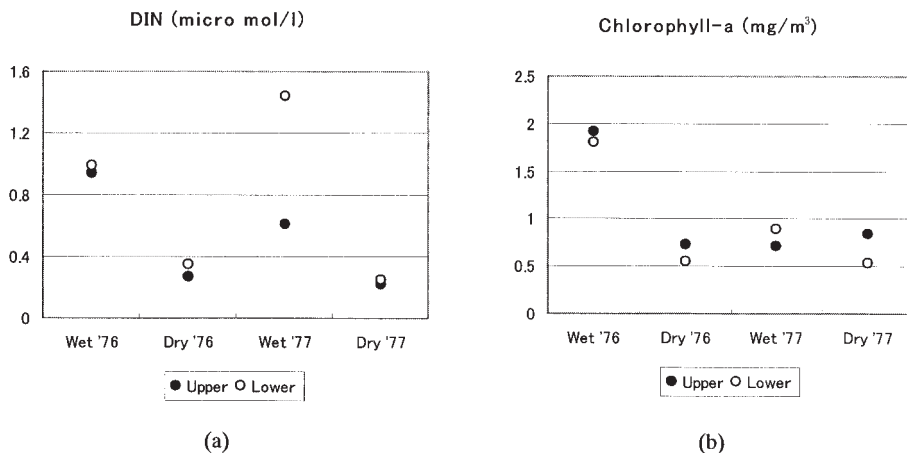 DIN (micro mol/l)
1.6
1.2
0.8
0.4
0
Wet '76 Dry '76 Wet '77 Dry '77
● Upper ○ Lower
(a)
Chlorophyll-a (mg/m³)
2.5
2
1.5
1
0.5
0
Wet '76 Dry '76 Wet '77 Dry '77
● Upper ○ Lower
(b)